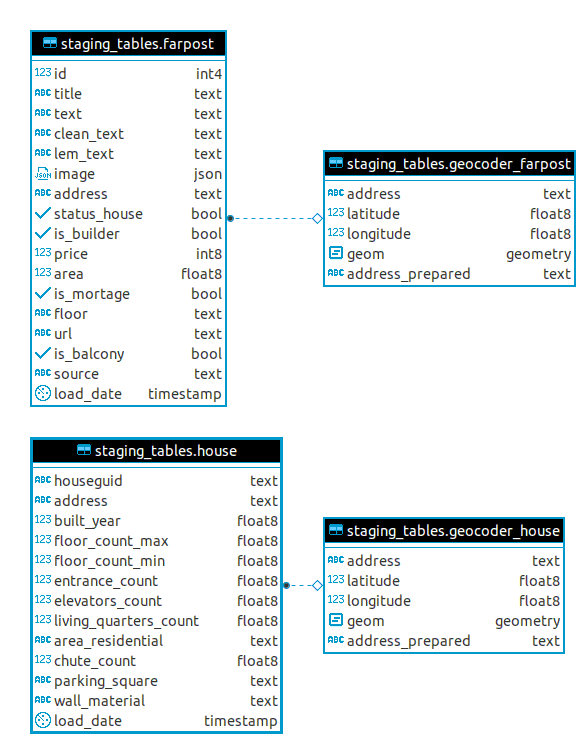 staging_tables.farpost
123 id int4
ABC title text
ABC text text
ABC clean_text text
ABC lem_text text
JSON image json
ABC address text
status_house bool
is_builder bool
123 price int8
123 area float8
is_mortage bool
ABC floor text
ABC url text
is_balcony bool
ABC source text
load_date timestamp
staging_tables.geocoder_farpost
ABC address text
123 latitude float8
123 longitude float8
geom geometry
ABC address_prepared text
staging_tables.house
ABC houseguid text
ABC address text
123 built_year float8
123 floor_count_max float8
123 floor_count_min float8
123 entrance_count float8
123 elevators_count float8
123 living_quarters_count float8
ABC area_residential text
123 chute_count float8
ABC parking_square text
ABC wall_material text
load_date timestamp
staging_tables.geocoder_house
ABC address text
123 latitude float8
123 longitude float8
geom geometry
ABC address_prepared text